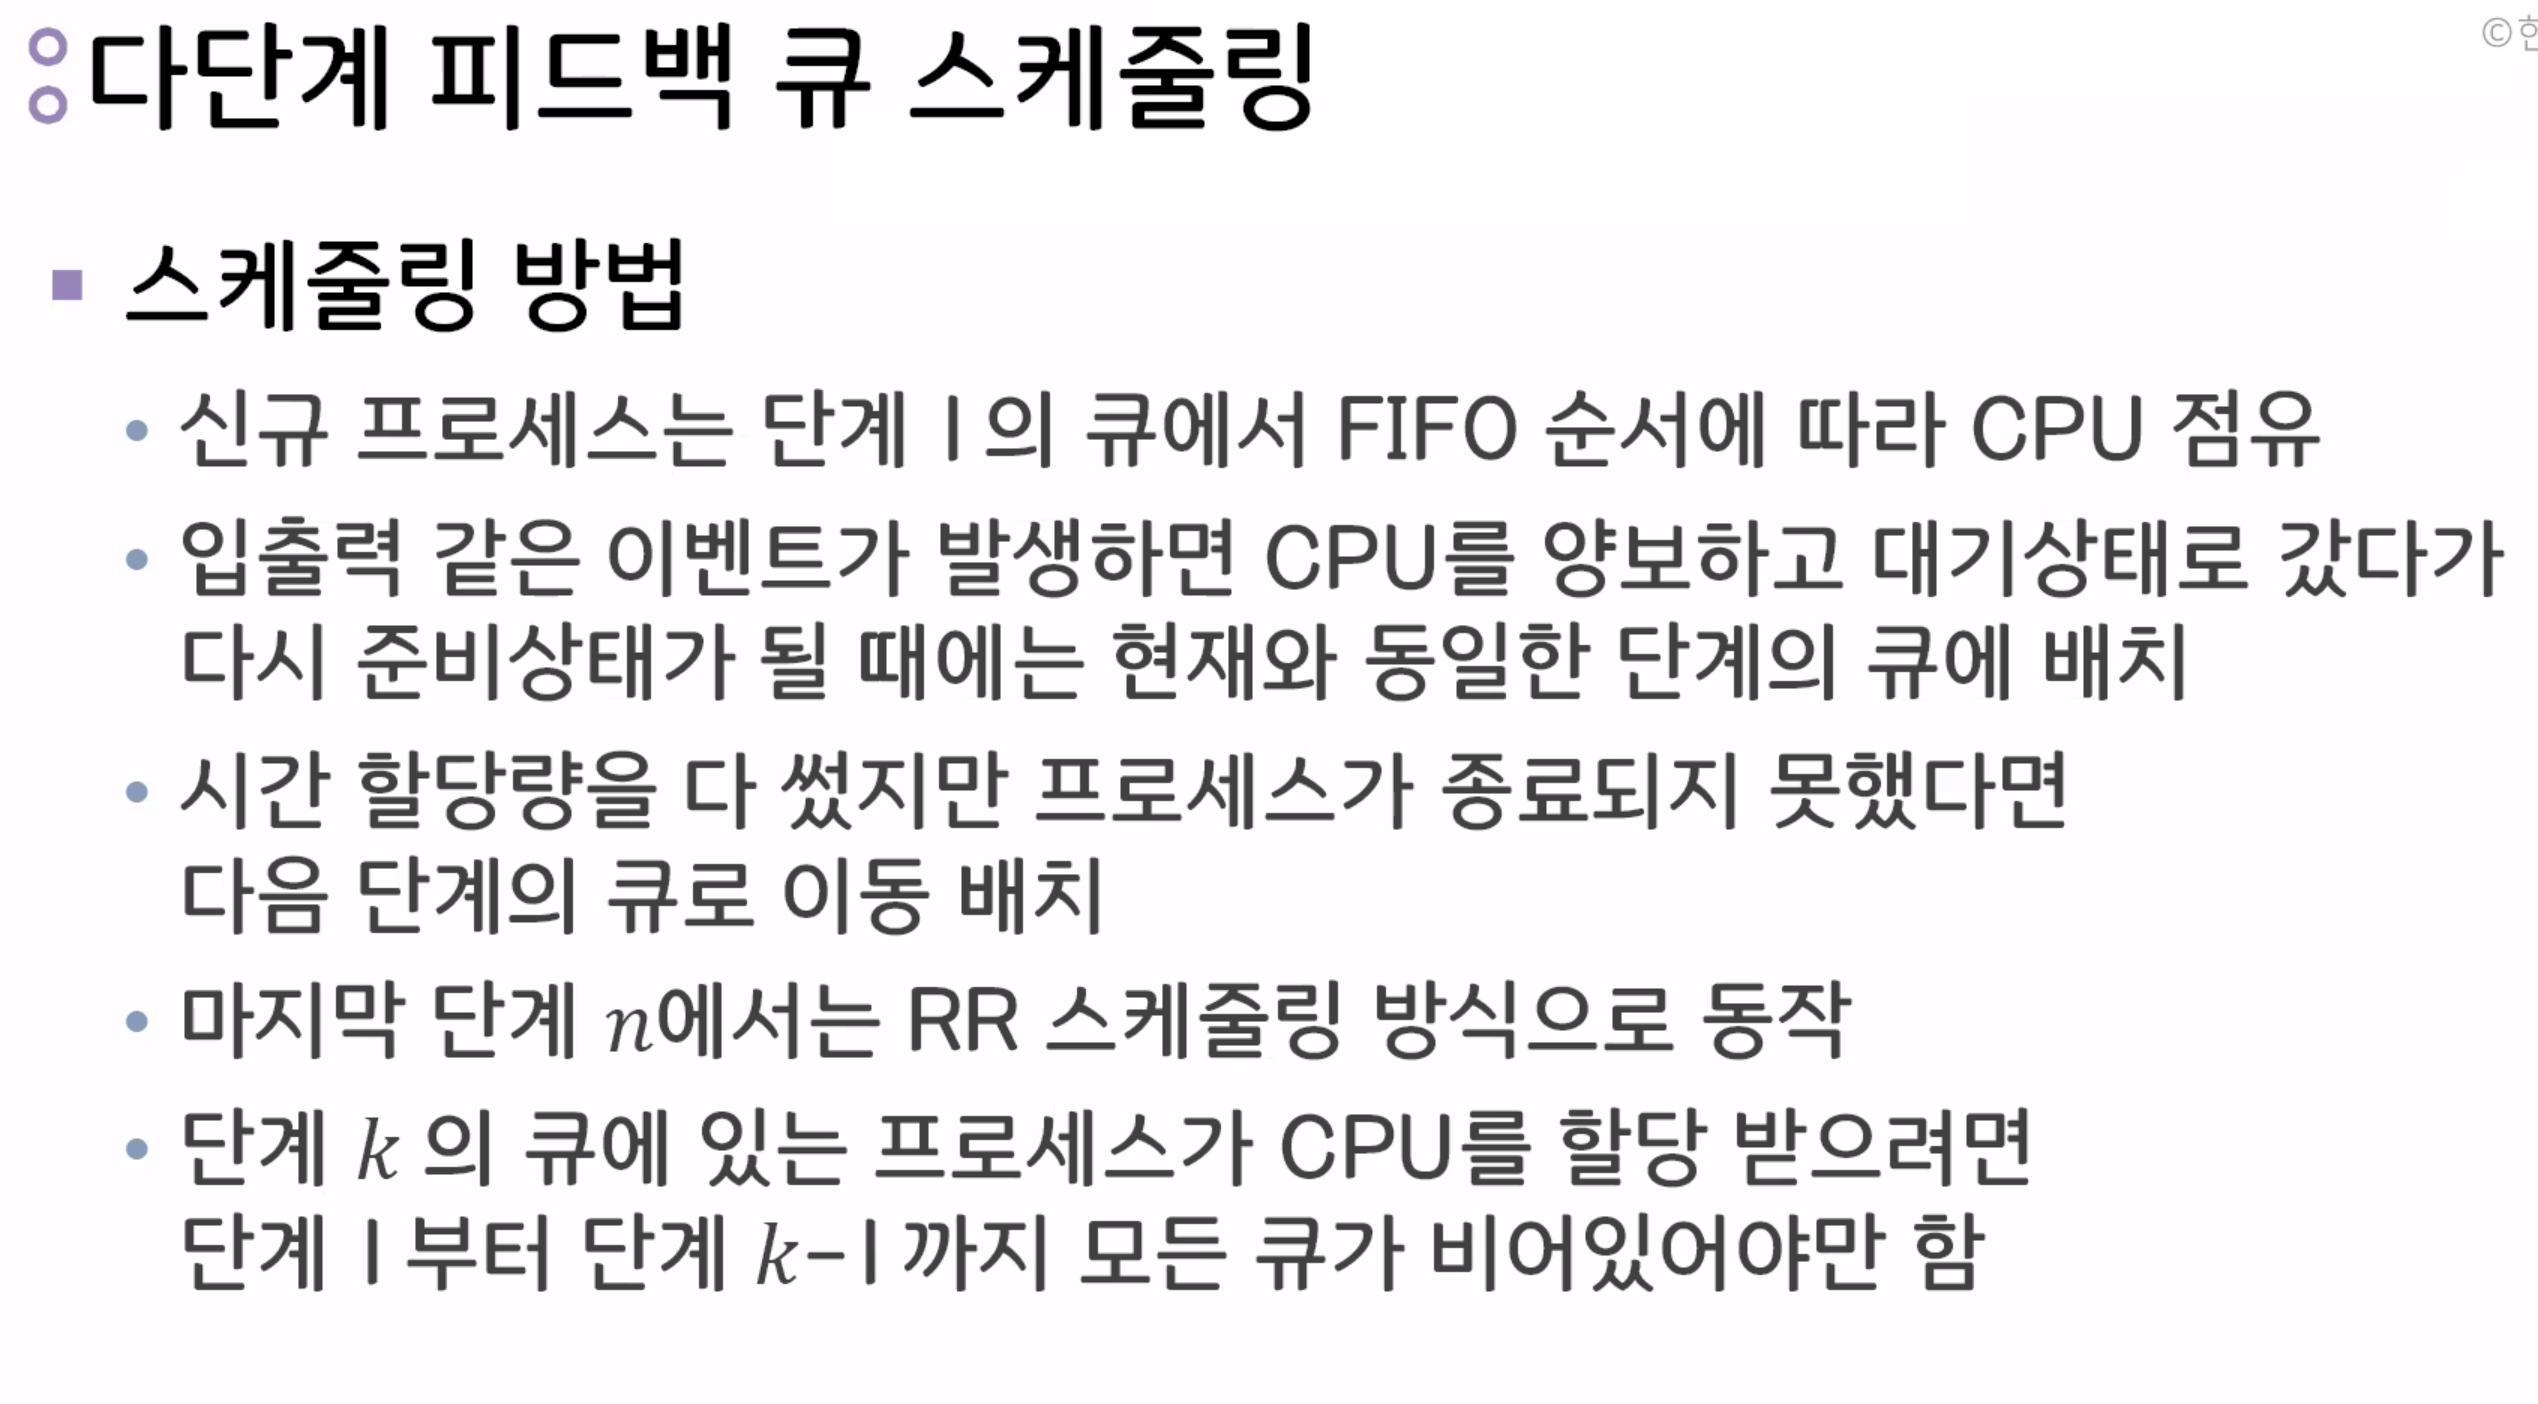 다단계 피드백 큐 스케줄링
스케줄링 방법
신규 프로세스는 단계 1의 큐에서 FIFO 순서에 따라 CPU 점유
입출력 같은 이벤트가 발생하면 CPU를 양보하고 대기상태로 갔다가
다시 준비상태가 될 때에는 현재와 동일한 단계의 큐에 배치
시간 할당량을 다 썼지만 프로세스가 종료되지 못했다면
다음 단계의 큐로 이동 배치
마지막 단계 n에서는 RR 스케줄링 방식으로 동작
단계 k 의 큐에 있는 프로세스가 CPU를 할당 받으려면
단계 1부터 단계 k-1까지 모든 큐가 비어있어야만 함